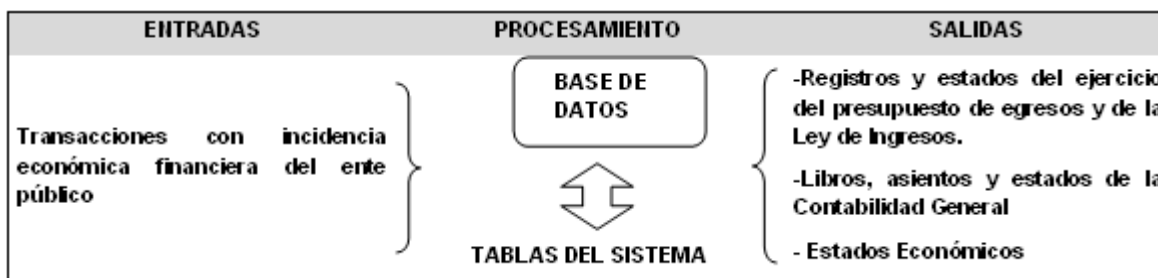 ENTRADAS PROCESAMIENTO SALIDAS
Transacciones con incidencia
económica financiera del ente
público
BASE DE
DATOS
TABLAS DEL SISTEMA
-Registros y estados del ejercicio
del presupuesto de egresos y de la
Ley de Ingresos.
-Libros, asientos y estados de la
Contabilidad General
- Estados Económicos